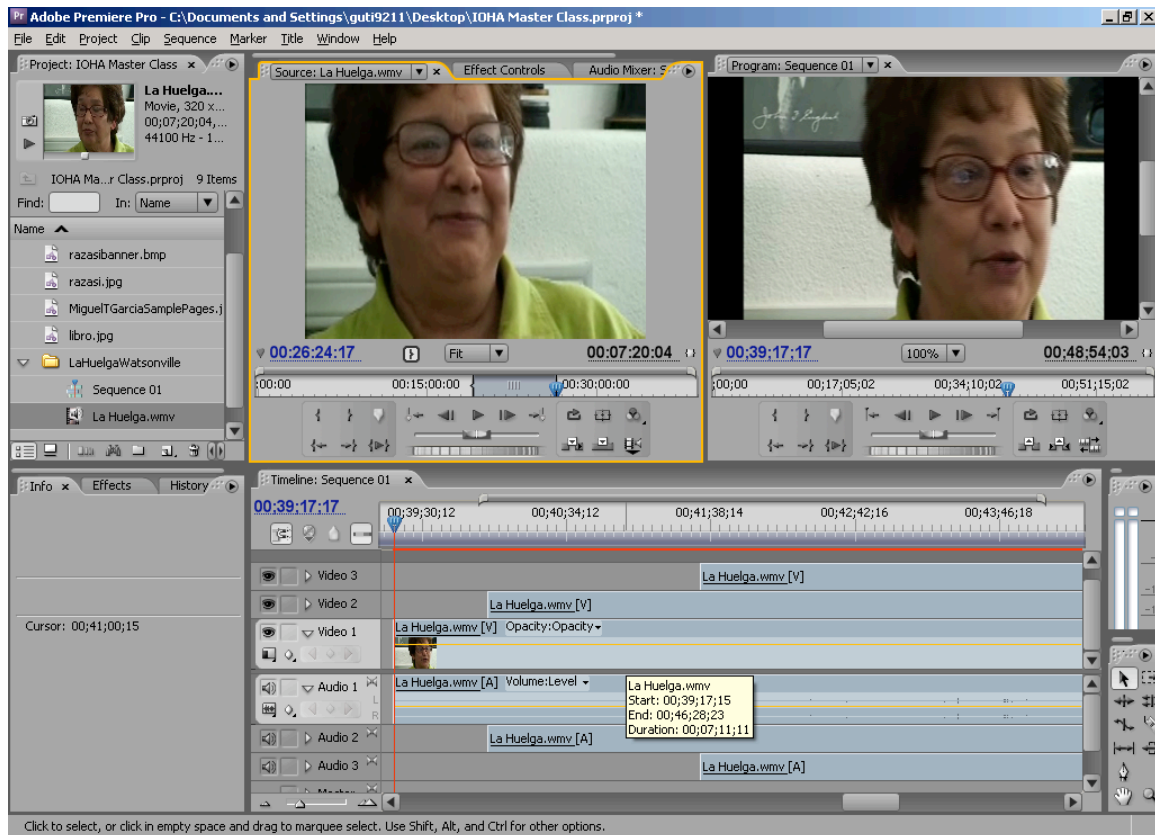 Adobe Premiere Pro - C:\Documents and Settings\guti9211\Desktop\IOHA Master Class.prproj *
File Edit Project Clip Sequence Marker Title Window Help
Project: IOHA Master Class
La Huelga....
Movie, 320 x...
00;07;20;04,...
44100 Hz - 1...
IOHA Ma...r Class.prproj 9 Items
Find: In: Name
Name
razasibanner.bmp
razasi.jpg
MiguelTGarciaSamplePages.j
libro.jpg
LaHuelgaWatsonville
Sequence 01
La Huelga.wmv
Source: La Huelga.wmv Effect Controls Audio Mixer: S
00:26:24:17 Fit 00:07:20:04
:00:00 00:15:00:00 00:30:00:00
Program: Sequence 01
00;39;17;17 100% 00;48;54;03
;00;00 00;17;05;02 00;34;10;02 00;51;15;02
Info Effects History
Cursor: 00;41;00;15
Timeline: Sequence 01
00;39;17;17
00;39;30;12 00;40;34;12 00;41;38;14 00;42;42;16 00;43;46;18
Video 3 La Huelga.wmv [V]
Video 2 La Huelga.wmv [V]
Video 1 La Huelga.wmv [V] Opacity:Opacity
Audio 1 La Huelga.wmv [A] Volume:Level
L
R
La Huelga.wmv
Start: 00;39;17;15
End: 00;46;28;23
Duration: 00;07;11;11
Audio 2 La Huelga.wmv [A]
Audio 3 La Huelga.wmv [A]
Master
Click to select, or click in empty space and drag to marquee select. Use Shift, Alt, and Ctrl for other options.